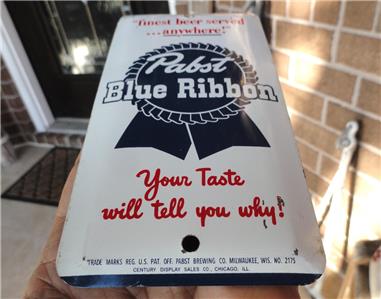 "finest beer served
...anywhere!"
Pabst
Blue Ribbon
Your Taste
will tell you why!
TRADE MARKS REG. U.S. PAT. OFF. PABST BREWING CO. MILWAUKEE, WIS. NO. 2175
CENTURY DISPLAY SALES CO., CHICAGO, ILL.